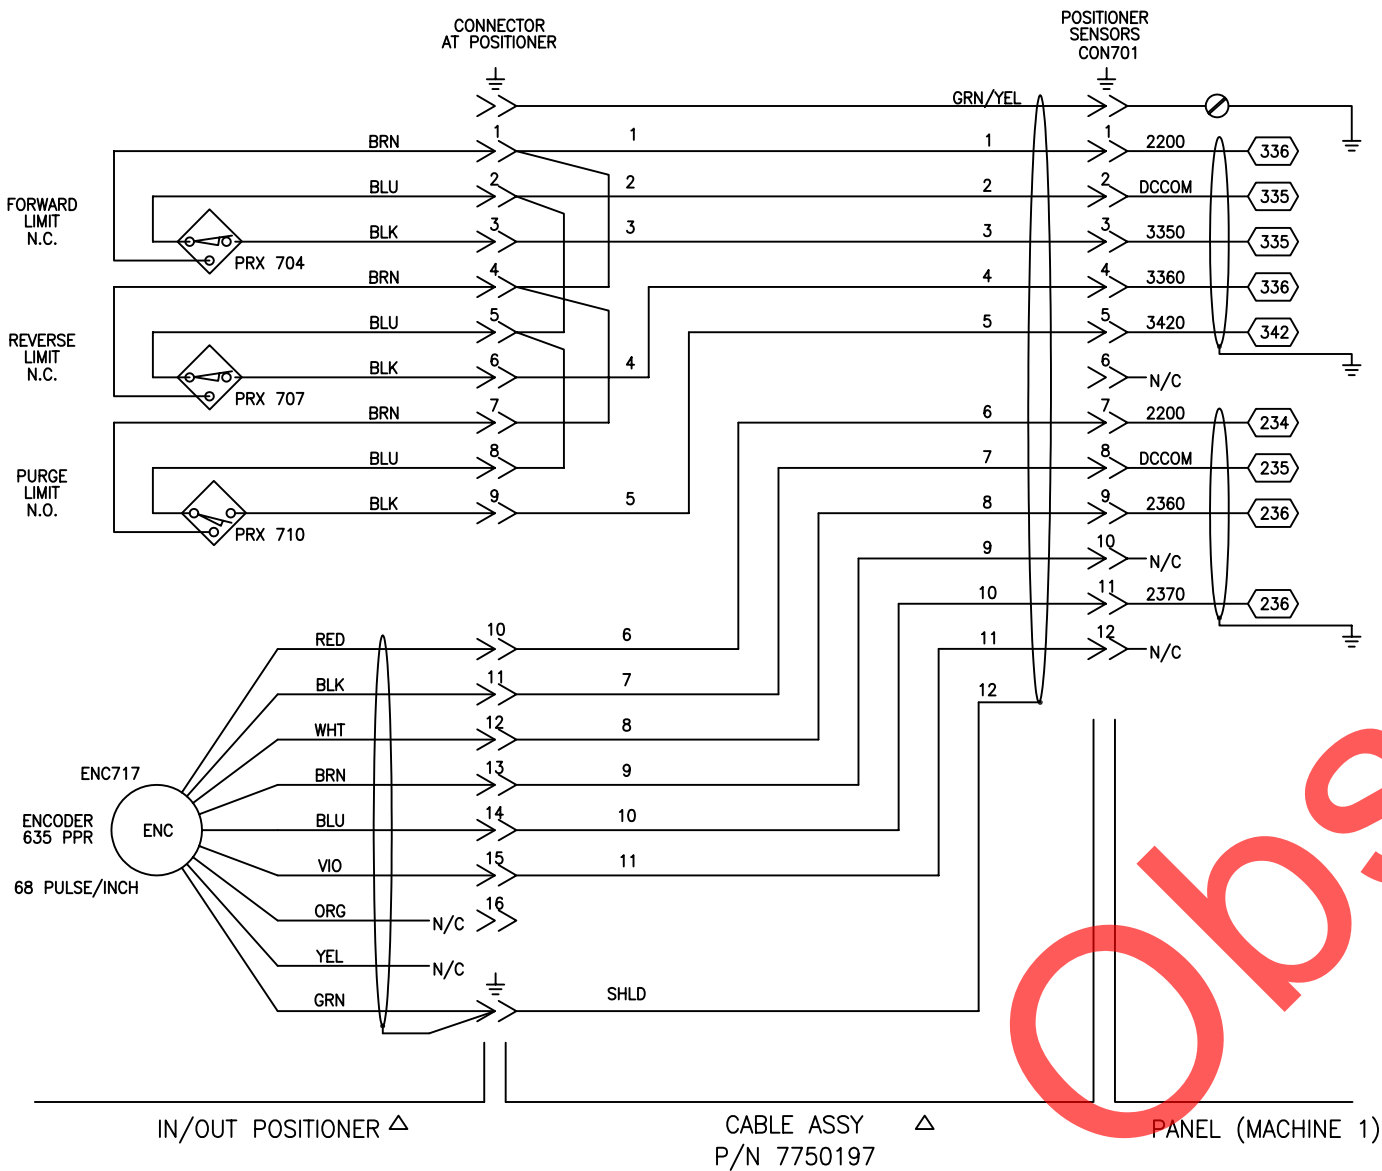 CONNECTOR
AT POSITIONER
POSITIONER
SENSORS
CON701
GRN/YEL
BRN 1 1 1 1 2200 336
BLU 2 2 2 2 DCCOM 335
FORWARD
LIMIT
N.C.
BLK 3 3 3 3 3350 335
PRX 704
BRN 4 4 4 3360 336
BLU 5 5 5 3420 342
REVERSE
LIMIT
N.C.
BLK 6 4 6 N/C
PRX 707
BRN 7 6 7 2200 234
BLU 8 7 8 DCCOM 235
PURGE
LIMIT
N.O.
BLK 9 5 8 9 2360 236
PRX 710
9 10 N/C
10 11 2370 236
RED 10 6 11 12 N/C
BLK 11 7 12
WHT 12 8
ENC717
BRN 13 9
ENCODER
635 PPR
ENC
BLU 14 10
VIO 15 11
68 PULSE/INCH
ORG N/C 16
YEL N/C
GRN SHLD
IN/OUT POSITIONER
CABLE ASSY
P/N 7750197
PANEL (MACHINE 1)
Obs